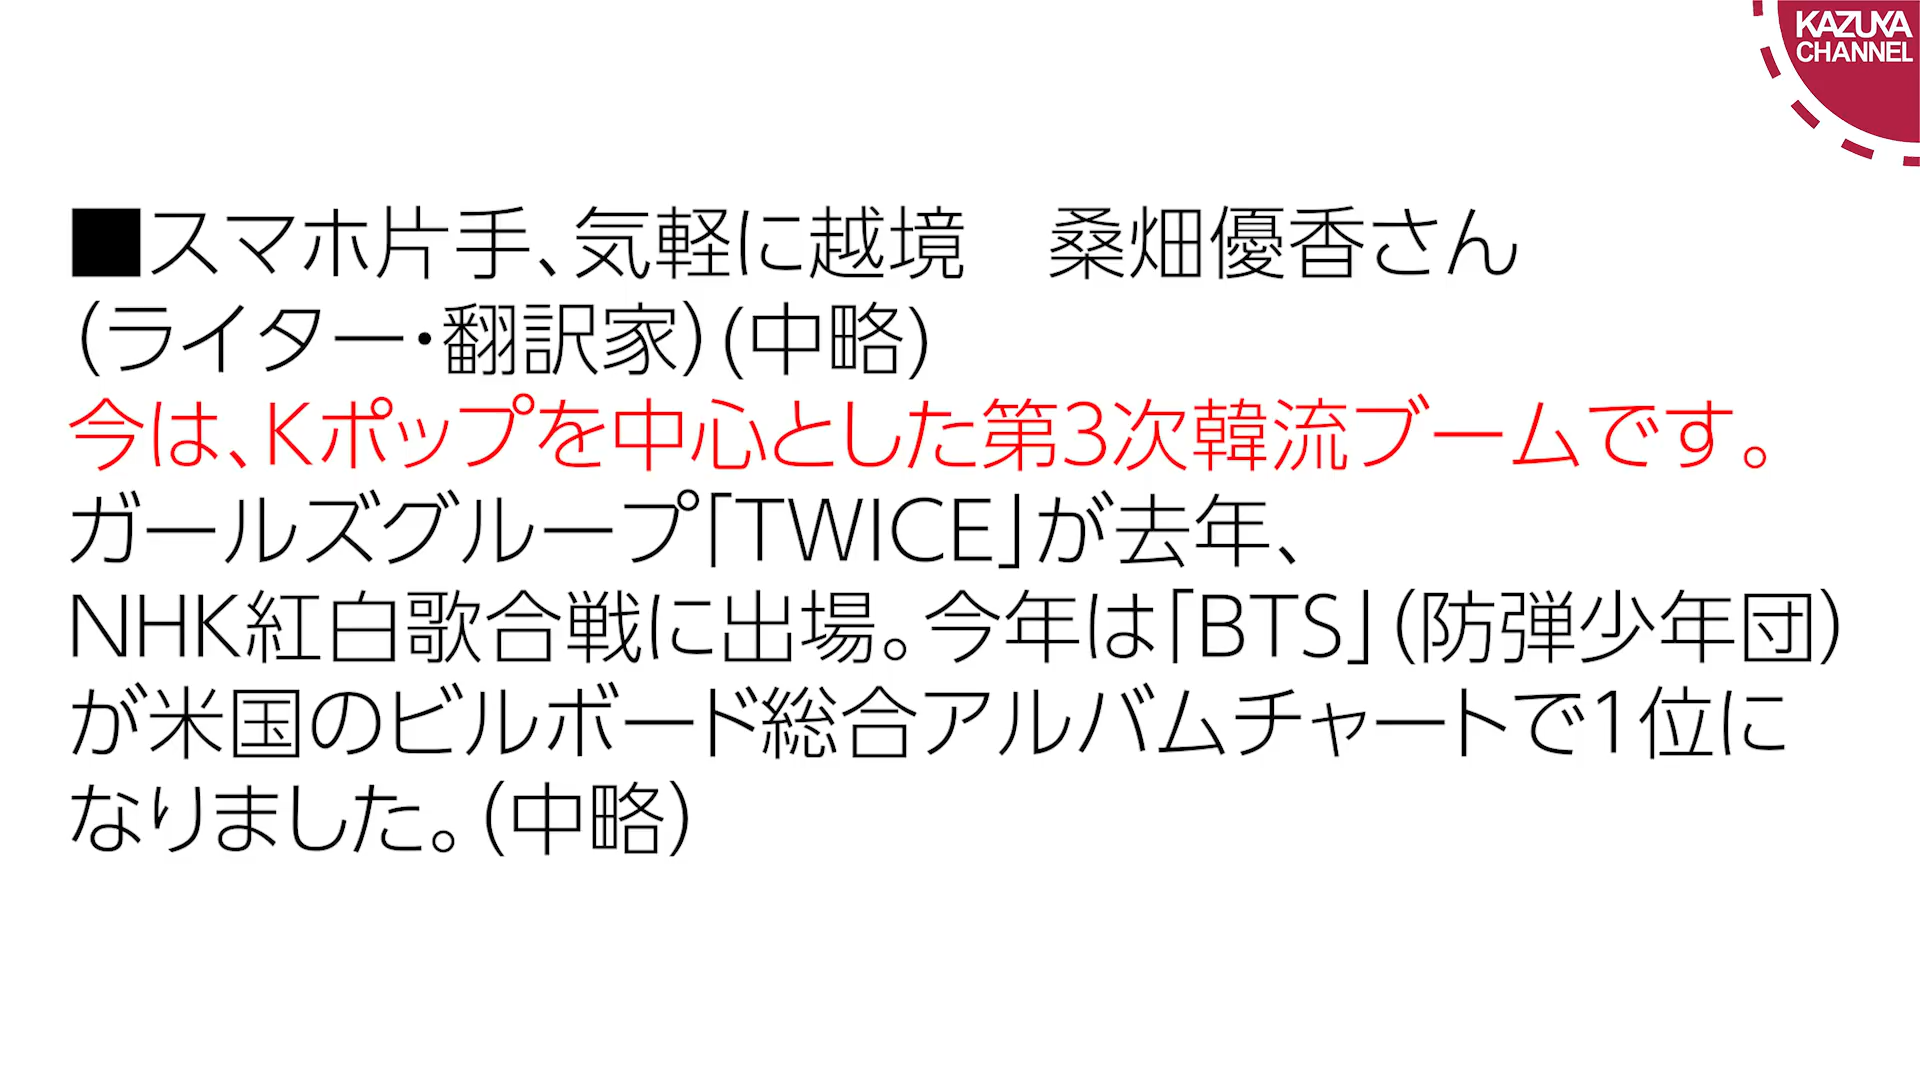 KAZUYA
CHANNEL
■スマホ片手、気軽に越境　桑畑優香さん
（ライター・翻訳家）(中略)
今は、Kポップを中心とした第3次韓流ブームです。
ガールズグループ「TWICE」が去年、
NHK紅白歌合戦に出場。今年は「BTS」（防弾少年団）
が米国のビルボード総合アルバムチャートで1位に
なりました。(中略)